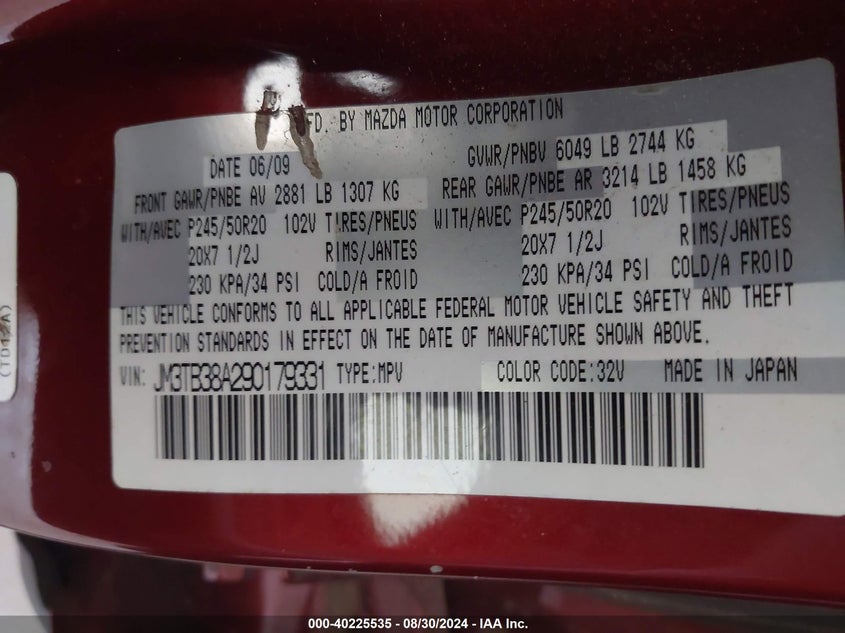 MFD. BY MAZDA MOTOR CORPORATION
DATE 06/09 GVWR/PNBV 6049 LB 2744 KG
FRONT GAWR/PNBE AV 2881 LB 1307 KG REAR GAWR/PNBE AR 3214 LB 1458 KG
WITH/AVEC P245/50R20 102V TIRES/PNEUS WITH/AVEC P245/50R20 102V TIRES/PNEUS
20X7 1/2J RIMS/JANTES 20X7 1/2J RIMS/JANTES
230 KPA/34 PSI COLD/A FROID 230 KPA/34 PSI COLD/A FROID
THIS VEHICLE CONFORMS TO ALL APPLICABLE FEDERAL MOTOR VEHICLE SAFETY AND THEFT
PREVENTION STANDARDS IN EFFECT ON THE DATE OF MANUFACTURE SHOWN ABOVE.
VIN: JM3TB38A290179331 TYPE:MPV COLOR CODE:32V MADE IN JAPAN
000-40225535 - 08/30/2024 - IAA Inc.